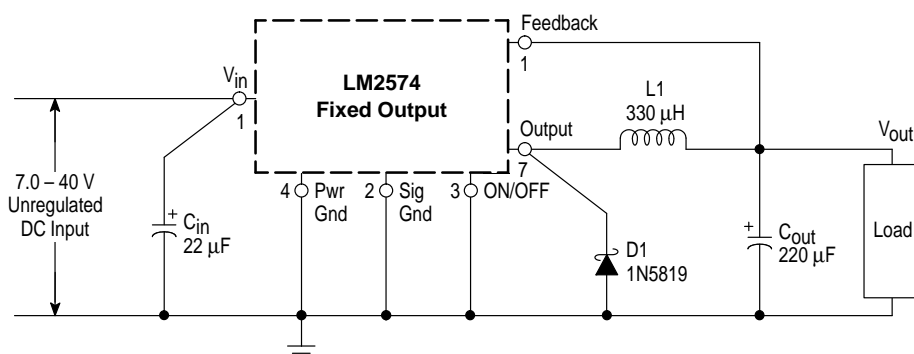 Feedback
1
LM2574
Fixed Output
V_in
1
Output
7
L1
330 μH
V_out
7.0 – 40 V
Unregulated
DC Input
+
C_in
22 μF
4 Pwr
Gnd
2 Sig
Gnd
3 ON/OFF
D1
1N5819
+
C_out
220 μF
Load